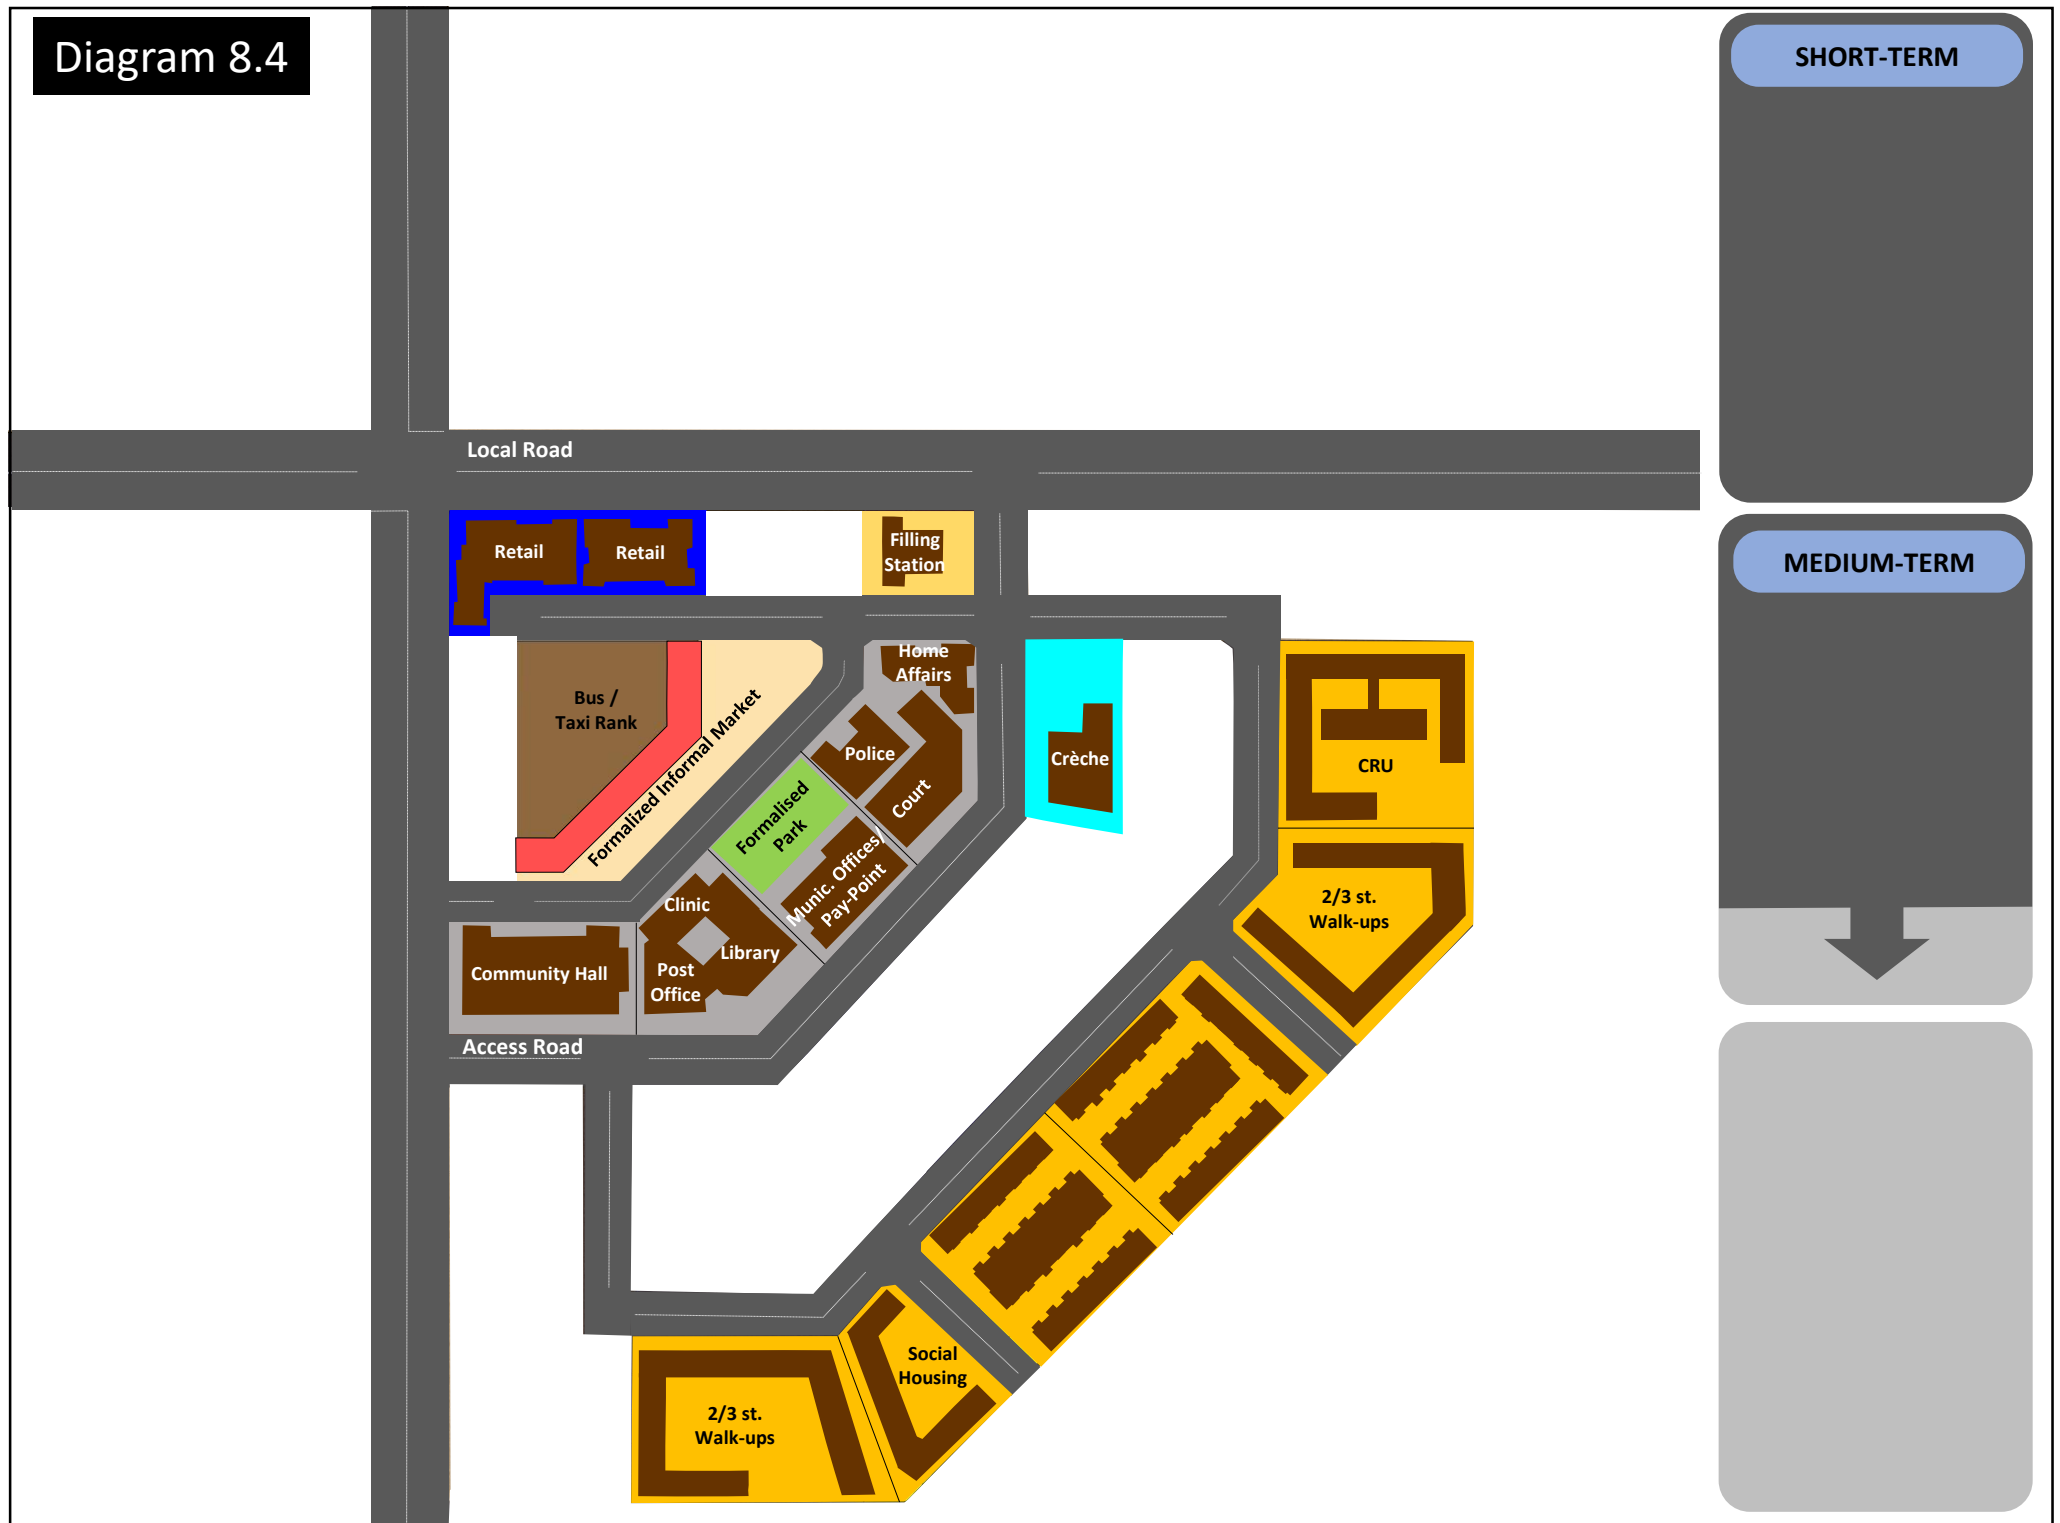 Diagram 8.4
SHORT-TERM
Local Road
Retail
Retail
Filling
Station
MEDIUM-TERM
Home
Affairs
Bus /
Taxi Rank
Formalized Informal Market
Police
Court
Crèche
CRU
Formalised
Park
Munic. Offices/
Pay-Point
2/3 st.
Walk-ups
Clinic
Library
Post
Office
Community Hall
Access Road
Social
Housing
2/3 st.
Walk-ups